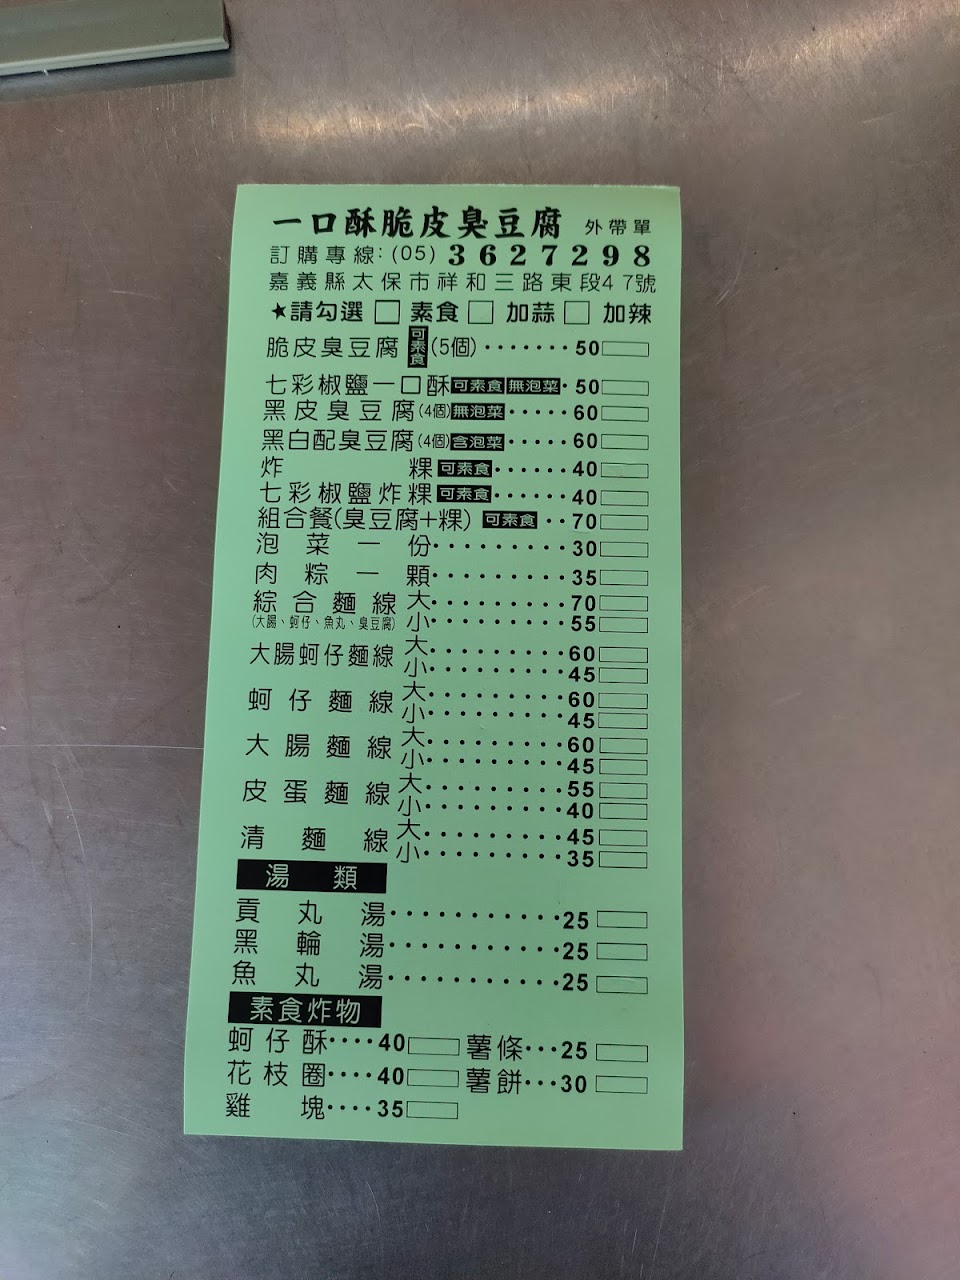 一口酥脆皮臭豆腐 外帶單
訂購專線:(05)3627298
嘉義縣太保市祥和三路東段47號
★請勾選 □ 素食 □ 加蒜 □ 加辣
脆皮臭豆腐 可素食 (5個)·······50
七彩椒鹽一口酥 可素食 無泡菜·50
黑皮臭豆腐(4個) 無泡菜·····60
黑白配臭豆腐(4個) 含泡菜·····60
炸粿 可素食······40
七彩椒鹽炸粿 可素食······40
組合餐(臭豆腐+粿) 可素食··70
泡菜一份·········30
肉粽一顆·········35
綜合麵線 大·········70
(大腸、蚵仔、魚丸、臭豆腐) 小·········55
大腸蚵仔麵線 大·········60
小·········45
蚵仔麵線 大·········60
小·········45
大腸麵線 大·········60
小·········45
皮蛋麵線 大·········55
小·········40
清麵線 大·········45
小·········35
湯類
貢丸湯···········25
黑輪湯···········25
魚丸湯···········25
素食炸物
蚵仔酥····40 薯條···25
花枝圈····40 薯餅···30
雞塊····35